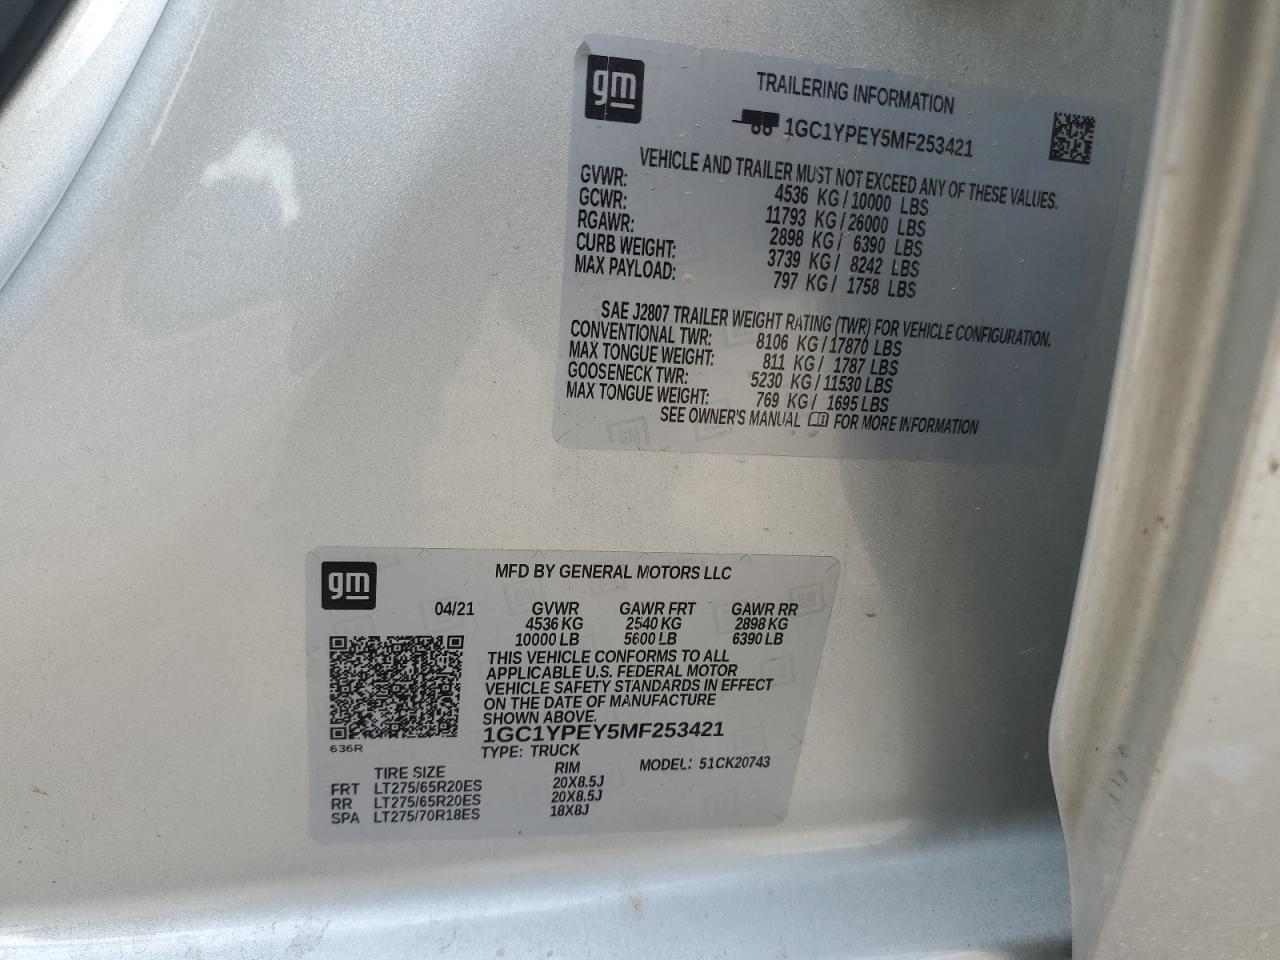 gm
TRAILERING INFORMATION
1GC1YPEY5MF253421
VEHICLE AND TRAILER MUST NOT EXCEED ANY OF THESE VALUES.
GVWR: 4536 KG / 10000 LBS
GCWR: 11793 KG / 26000 LBS
RGAWR: 2898 KG / 6390 LBS
CURB WEIGHT: 3739 KG / 8242 LBS
MAX PAYLOAD: 797 KG / 1758 LBS
SAE J2807 TRAILER WEIGHT RATING (TWR) FOR VEHICLE CONFIGURATION.
CONVENTIONAL TWR: 8106 KG / 17870 LBS
MAX TONGUE WEIGHT: 811 KG / 1787 LBS
GOOSENECK TWR: 5230 KG / 11530 LBS
MAX TONGUE WEIGHT: 769 KG / 1695 LBS
SEE OWNER'S MANUAL FOR MORE INFORMATION
gm
MFD BY GENERAL MOTORS LLC
04/21 GVWR GAWR FRT GAWR RR
4536 KG 2540 KG 2898 KG
10000 LB 5600 LB 6390 LB
THIS VEHICLE CONFORMS TO ALL
APPLICABLE U.S. FEDERAL MOTOR
VEHICLE SAFETY STANDARDS IN EFFECT
ON THE DATE OF MANUFACTURE
SHOWN ABOVE.
1GC1YPEY5MF253421
636R
TYPE: TRUCK
MODEL: 51CK20743
TIRE SIZE RIM
FRT LT275/65R20ES 20X8.5J
RR LT275/65R20ES 20X8.5J
SPA LT275/70R18ES 18X8J